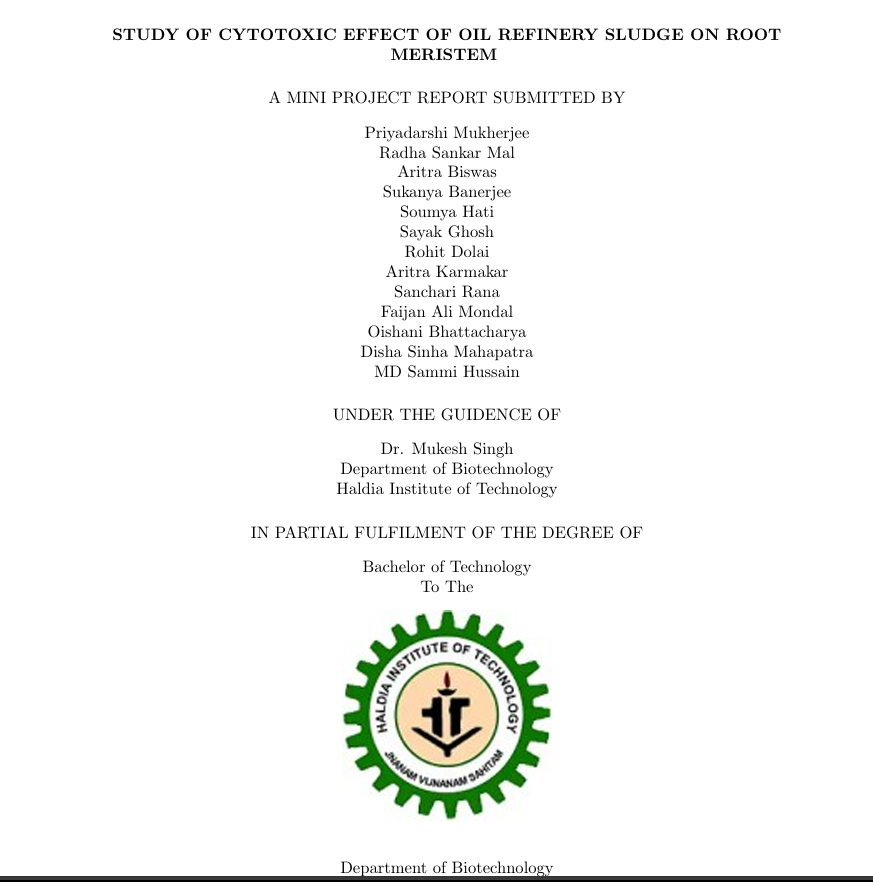 STUDY OF CYTOTOXIC EFFECT OF OIL REFINERY SLUDGE ON ROOT
MERISTEM
A MINI PROJECT REPORT SUBMITTED BY
Priyadarshi Mukherjee
Radha Sankar Mal
Aritra Biswas
Sukanya Banerjee
Soumya Hati
Sayak Ghosh
Rohit Dolai
Aritra Karmakar
Sanchari Rana
Faijan Ali Mondal
Oishani Bhattacharya
Disha Sinha Mahapatra
MD Sammi Hussain
UNDER THE GUIDENCE OF
Dr. Mukesh Singh
Department of Biotechnology
Haldia Institute of Technology
IN PARTIAL FULFILMENT OF THE DEGREE OF
Bachelor of Technology
To The
HALDIA INSTITUTE OF TECHNOLOGY
JNANAM VIJNANAM SAHITAM
Department of Biotechnology